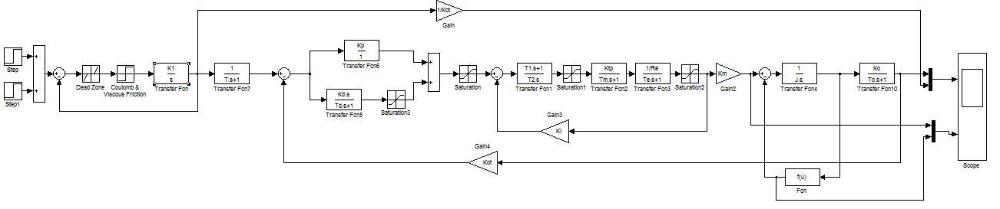 1/Kot
Gain
Step
Step1
Dead Zone
Coulomb &
Viscous Friction
K1
s
Transfer Fcn
1
T.s+1
Transfer Fcn7
Kp
1
Transfer Fcn6
Kd.s
Td.s+1
Transfer Fcn5
Saturation3
Saturation
T1.s+1
T2.s
Transfer Fcn1
Saturation1
Ktp
Tm.s+1
Transfer Fcn2
1/Re
Te.s+1
Transfer Fcn3
Saturation2
Km
Gain2
1
J.s
Transfer Fcn4
Ko
To.s+1
Transfer Fcn10
Gain3
KI
Gain4
Kot
f(u)
Fcn
Scope